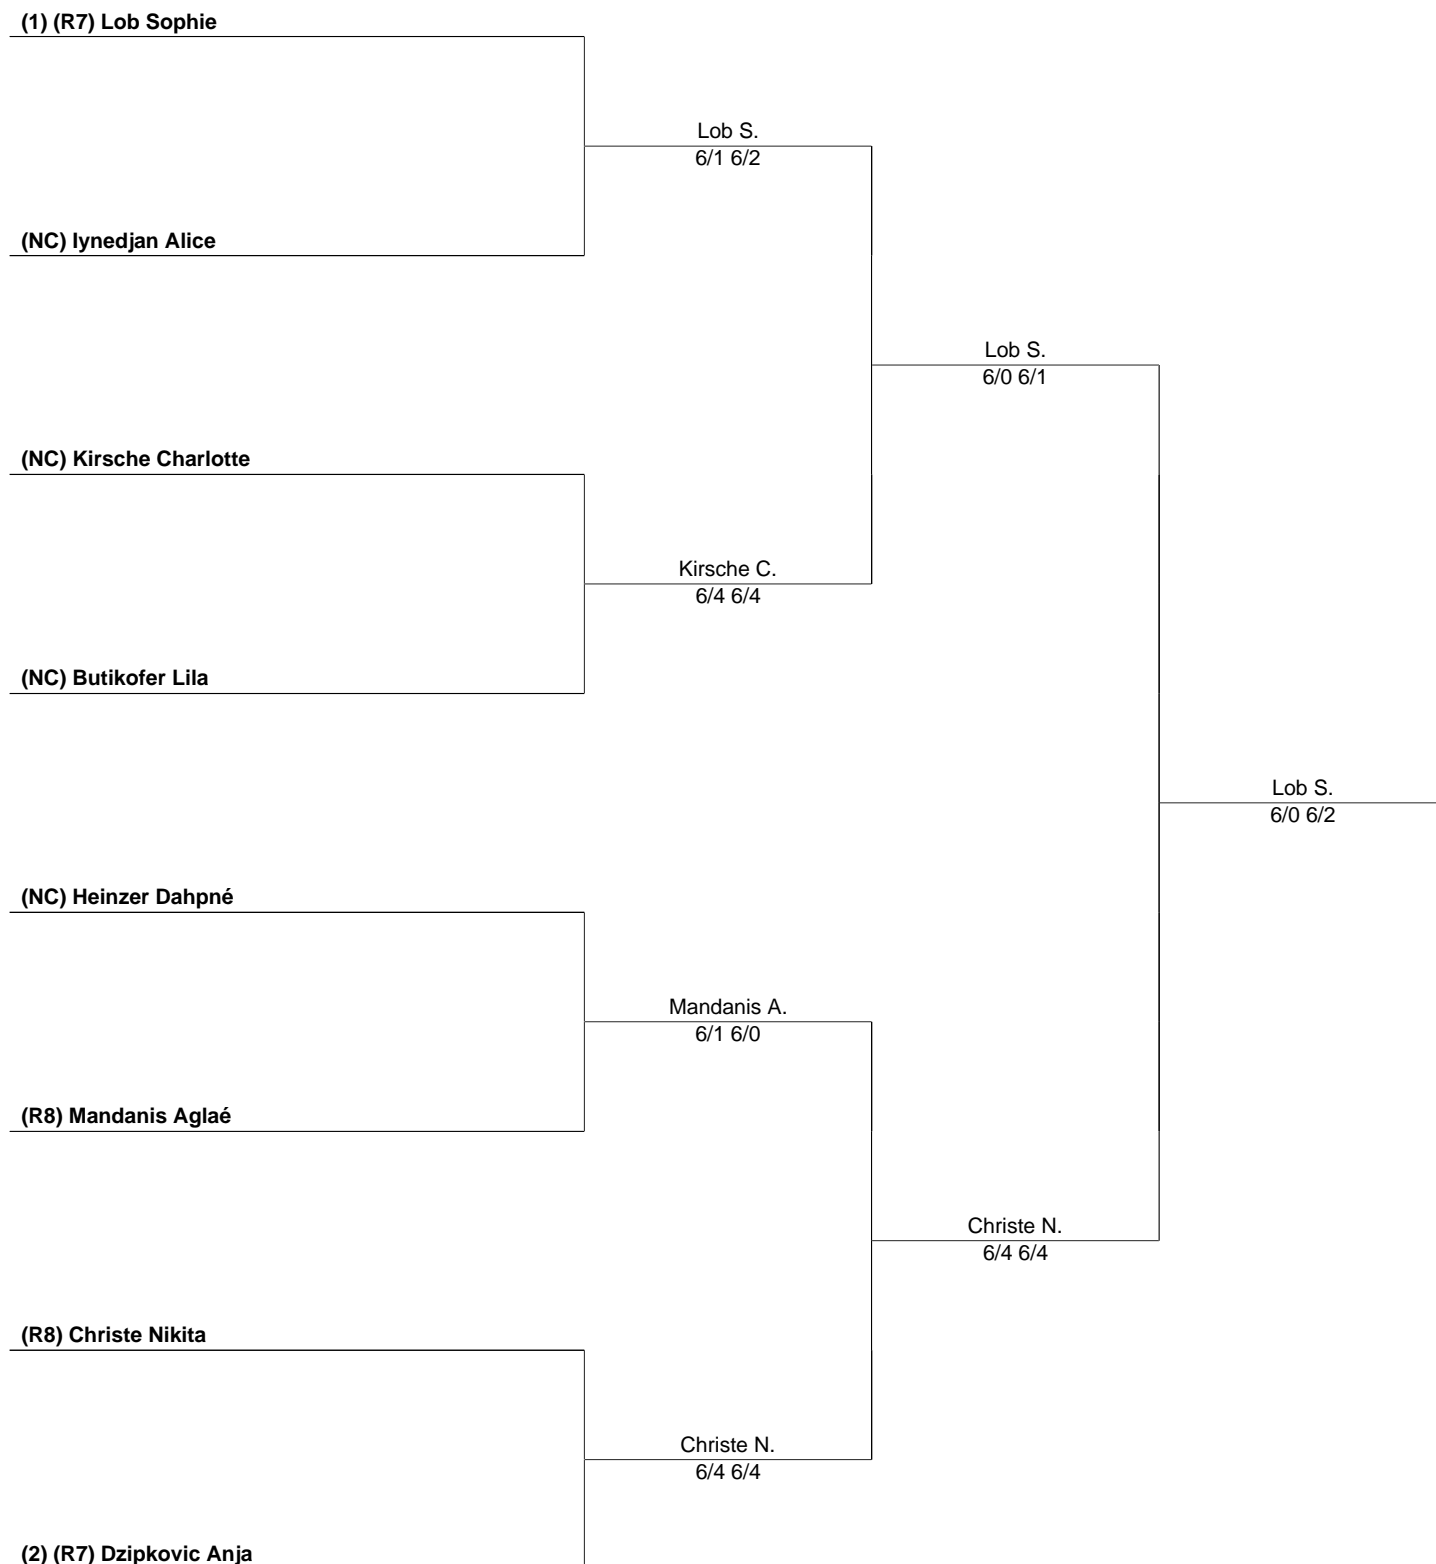 (1) (R7) Lob Sophie
Lob S.
6/1 6/2
(NC) Iynedjan Alice
Lob S.
6/0 6/1
(NC) Kirsche Charlotte
Kirsche C.
6/4 6/4
(NC) Butikofer Lila
Lob S.
6/0 6/2
(NC) Heinzer Dahpné
Mandanis A.
6/1 6/0
(R8) Mandanis Aglaé
Christe N.
6/4 6/4
(R8) Christe Nikita
Christe N.
6/4 6/4
(2) (R7) Dzipkovic Anja